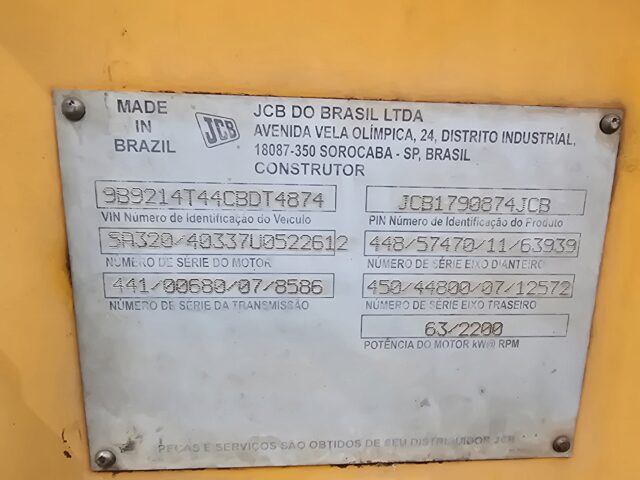 MADE
IN
BRAZIL
JCB
JCB DO BRASIL LTDA
AVENIDA VELA OLÍMPICA, 24, DISTRITO INDUSTRIAL,
18087-350 SOROCABA - SP, BRASIL
CONSTRUTOR
9B9214T44CBDT4874
VIN Número de Identificação do Veículo
JCB1790874JCB
PIN Número de Identificação do Produto
SA320/40337U0522612
NÚMERO DE SÉRIE DO MOTOR
448/57470/11/63939
NÚMERO DE SÉRIE EIXO DIANTEIRO
441/00680/07/8586
NÚMERO DE SÉRIE DA TRANSMISSÃO
450/44800/07/12572
NÚMERO DE SÉRIE EIXO TRASEIRO
63/2200
POTÊNCIA DO MOTOR kW@ RPM
PEÇAS E SERVIÇOS SÃO OBTIDOS DE SEU DISTRIBUIDOR JCB